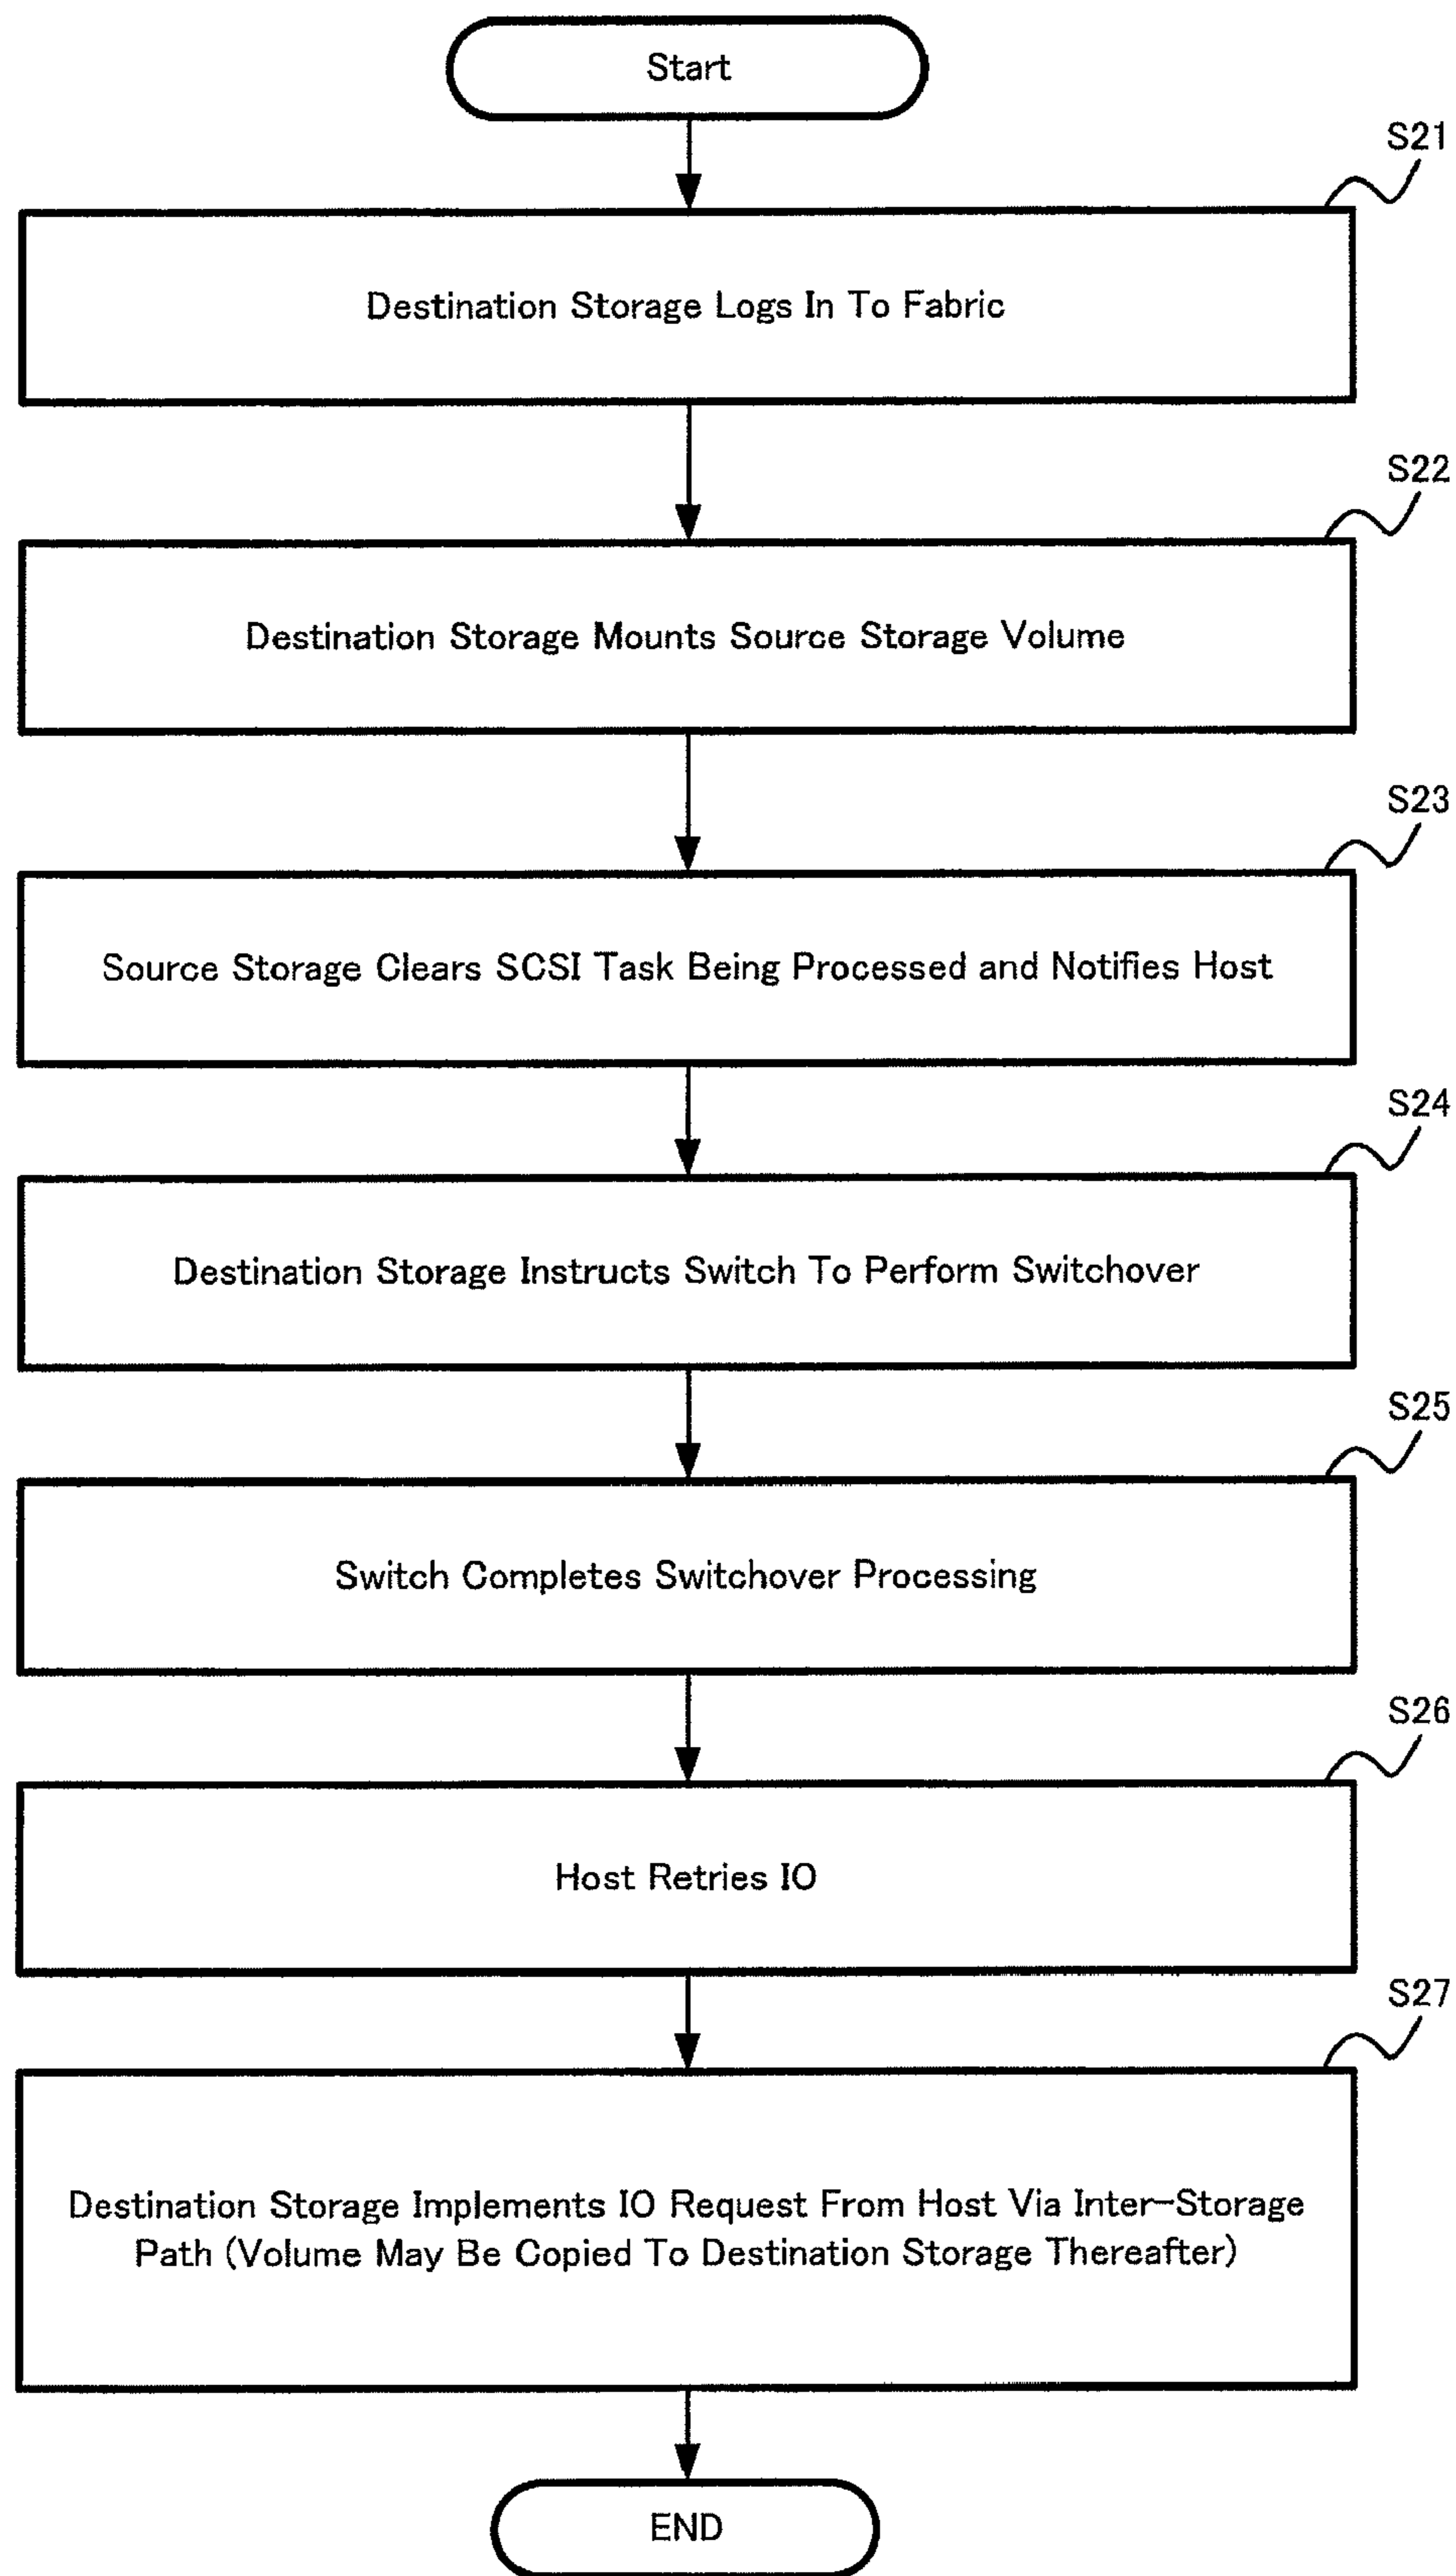 Start
S21
Destination Storage Logs In To Fabric
S22
Destination Storage Mounts Source Storage Volume
S23
Source Storage Clears SCSI Task Being Processed and Notifies Host
S24
Destination Storage Instructs Switch To Perform Switchover
S25
Switch Completes Switchover Processing
S26
Host Retries IO
S27
Destination Storage Implements IO Request From Host Via Inter-Storage
Path (Volume May Be Copied To Destination Storage Thereafter)
END